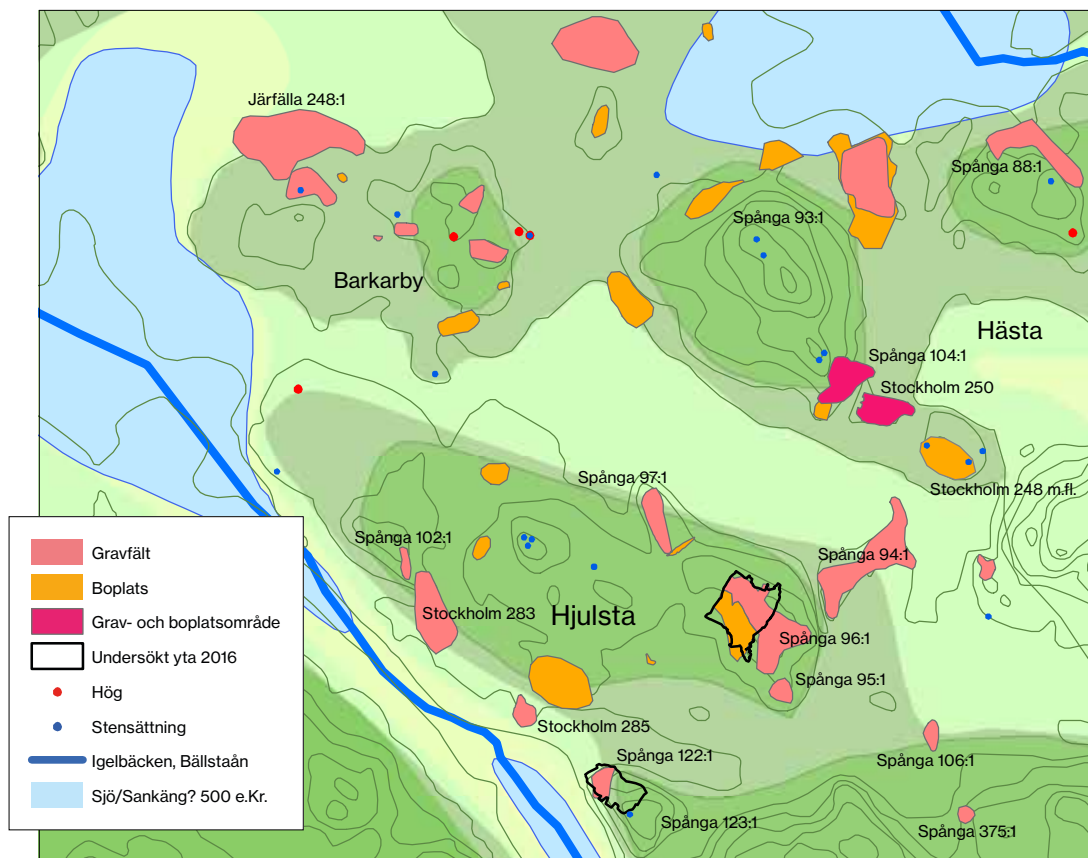 Järfälla 248:1
Spånga 88:1
Spånga 93:1
Barkarby
Hästa
Spånga 104:1
Stockholm 250
Spånga 97:1
Stockholm 248 m.fl.
Spånga 102:1
Spånga 94:1
Stockholm 283
Hjulsta
Spånga 96:1
Spånga 95:1
Stockholm 285
Spånga 122:1
Spånga 106:1
Spånga 123:1
Spånga 375:1
Gravfält
Boplats
Grav- och boplatsområde
Undersökt yta 2016
Hög
Stensättning
Igelbäcken, Bällstaån
Sjö/Sankäng? 500 e.Kr.